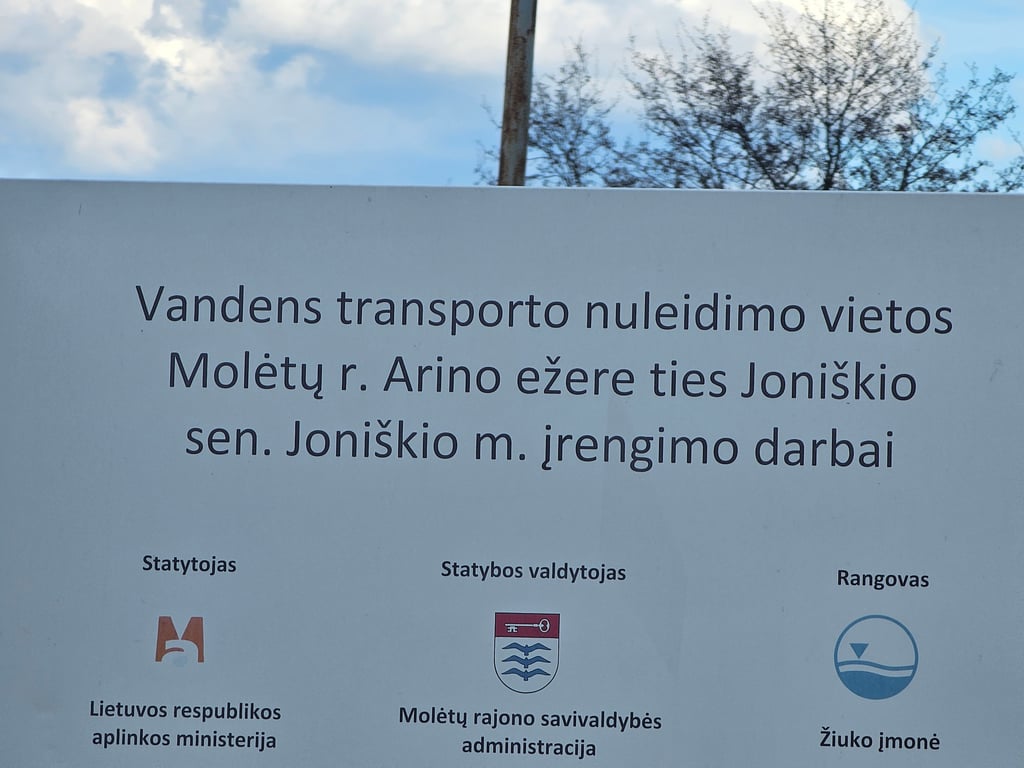 Vandens transporto nuleidimo vietos
Molėtų r. Arino ežere ties Joniškio
sen. Joniškio m. įrengimo darbai
Statytojas
Statybos valdytojas
Rangovas
Lietuvos respublikos
aplinkos ministerija
Molėtų rajono savivaldybės
administracija
Žiuko įmonė